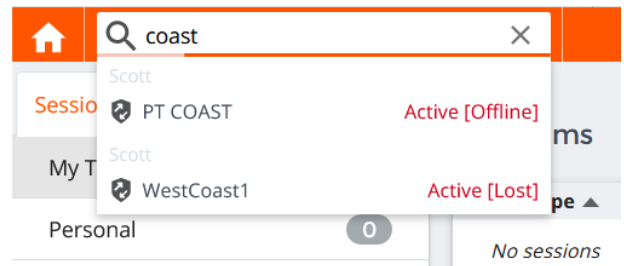 coast
Scott
PT COAST Active [Offline]
Scott
WestCoast1 Active [Lost]
Sessio
ms
My T
pe
Personal 0
No sessions